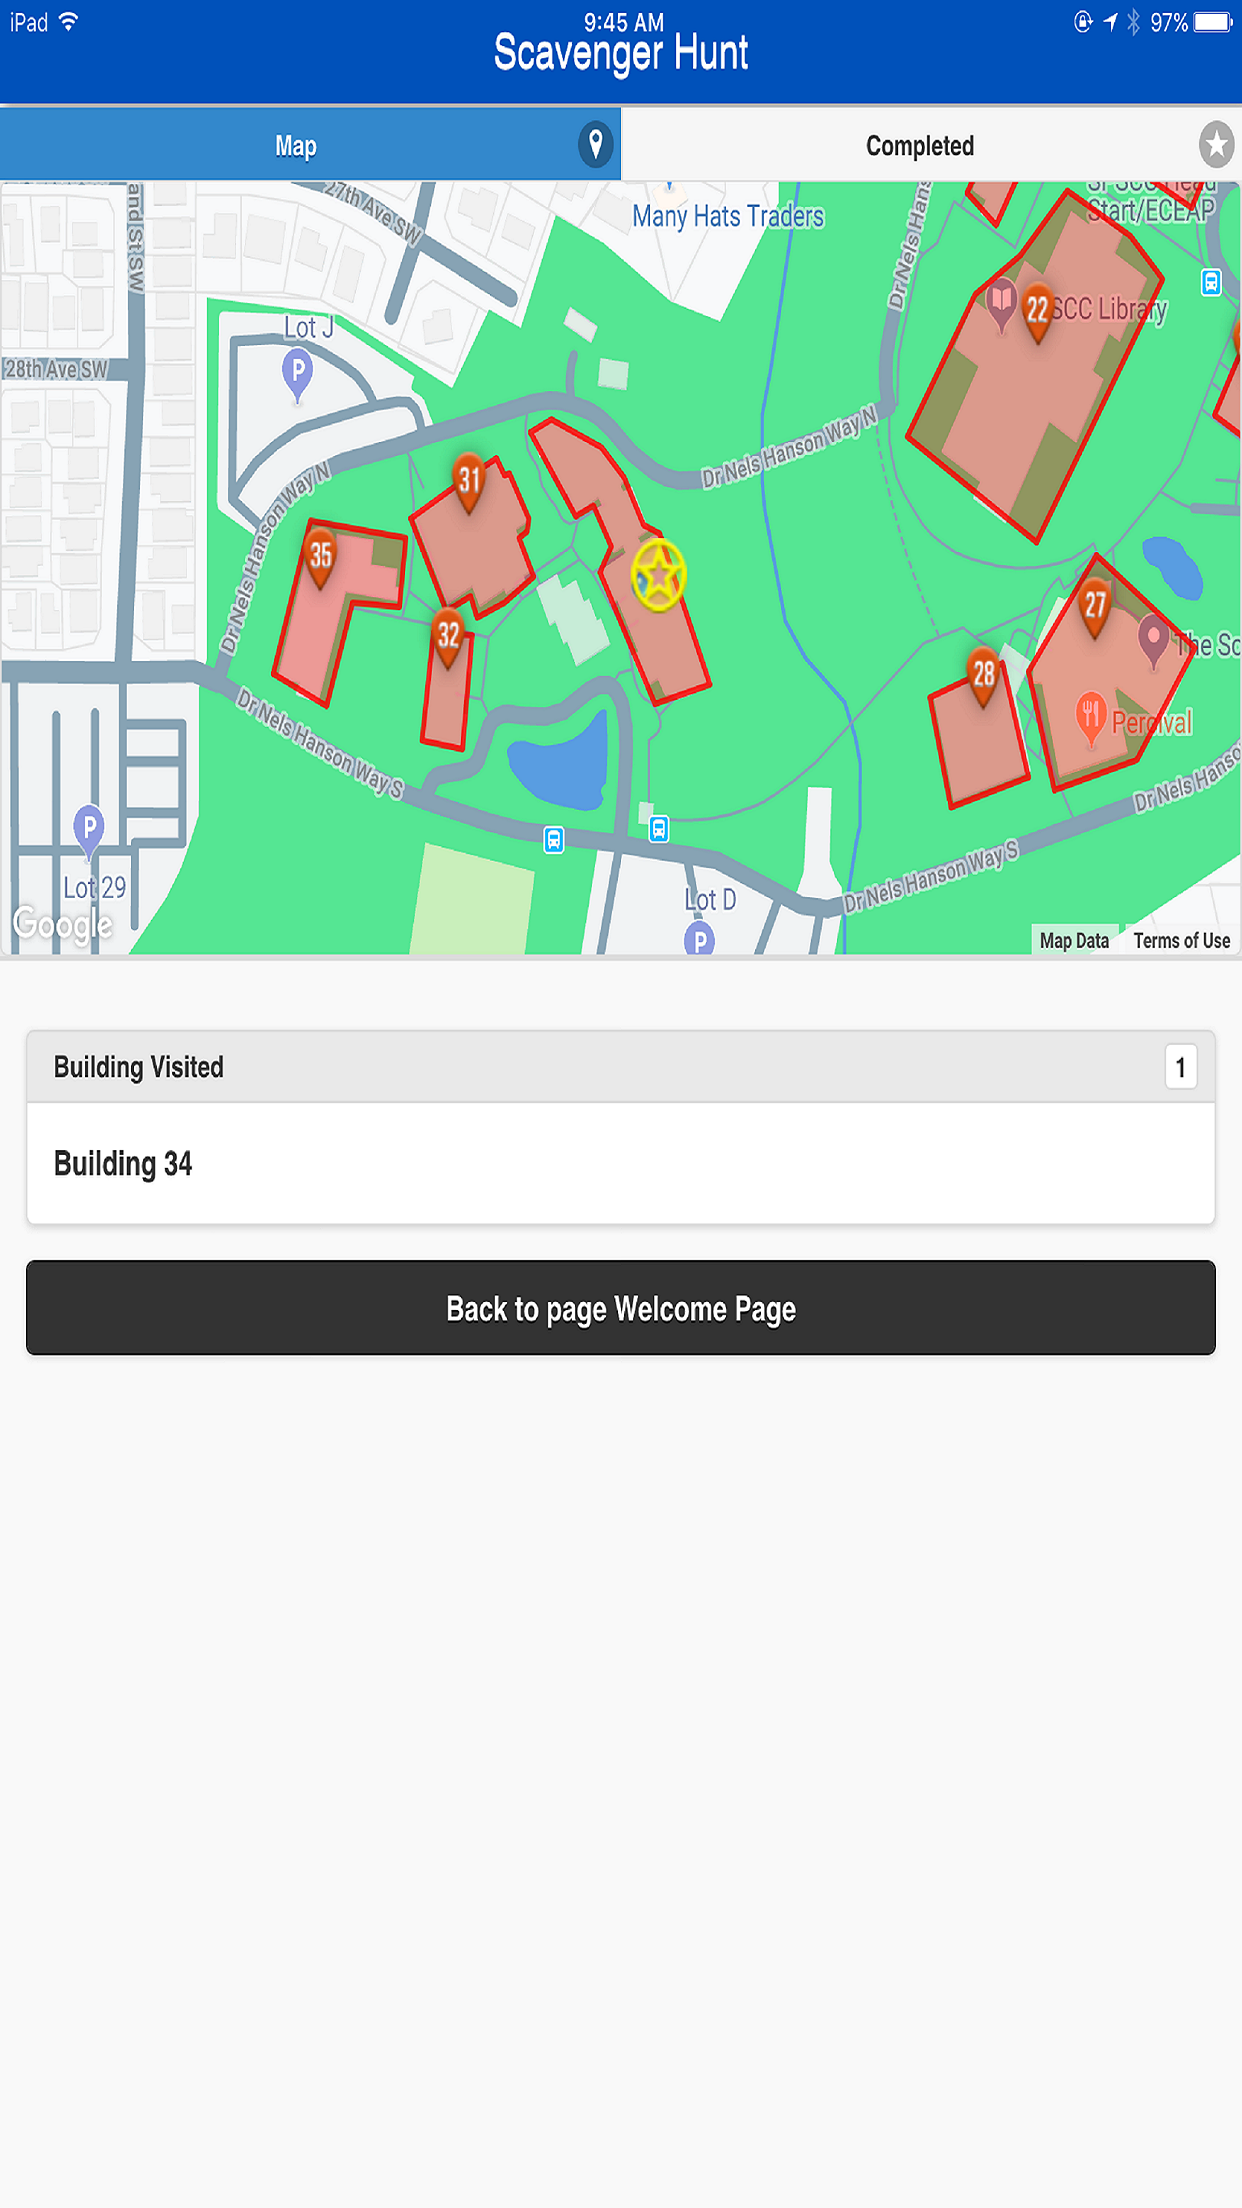 iPad
9:45 AM
97%
Scavenger Hunt
Map
Completed
27th Ave SW
and St SW
Many Hats Traders
Dr Nels Hans
Start/ECEAP
22
SCC Library
Lot J
P
28th Ave SW
Dr Nels Hanson Way N
Dr Nels Hanson Way N
31
35
32
27
The Sc
28
Percival
Dr Nels Hanson Way S
Dr Nels Hanso
P
Lot 29
Lot D
P
Dr Nels Hanson Way S
Google
Map Data
Terms of Use
Building Visited
1
Building 34
Back to page Welcome Page